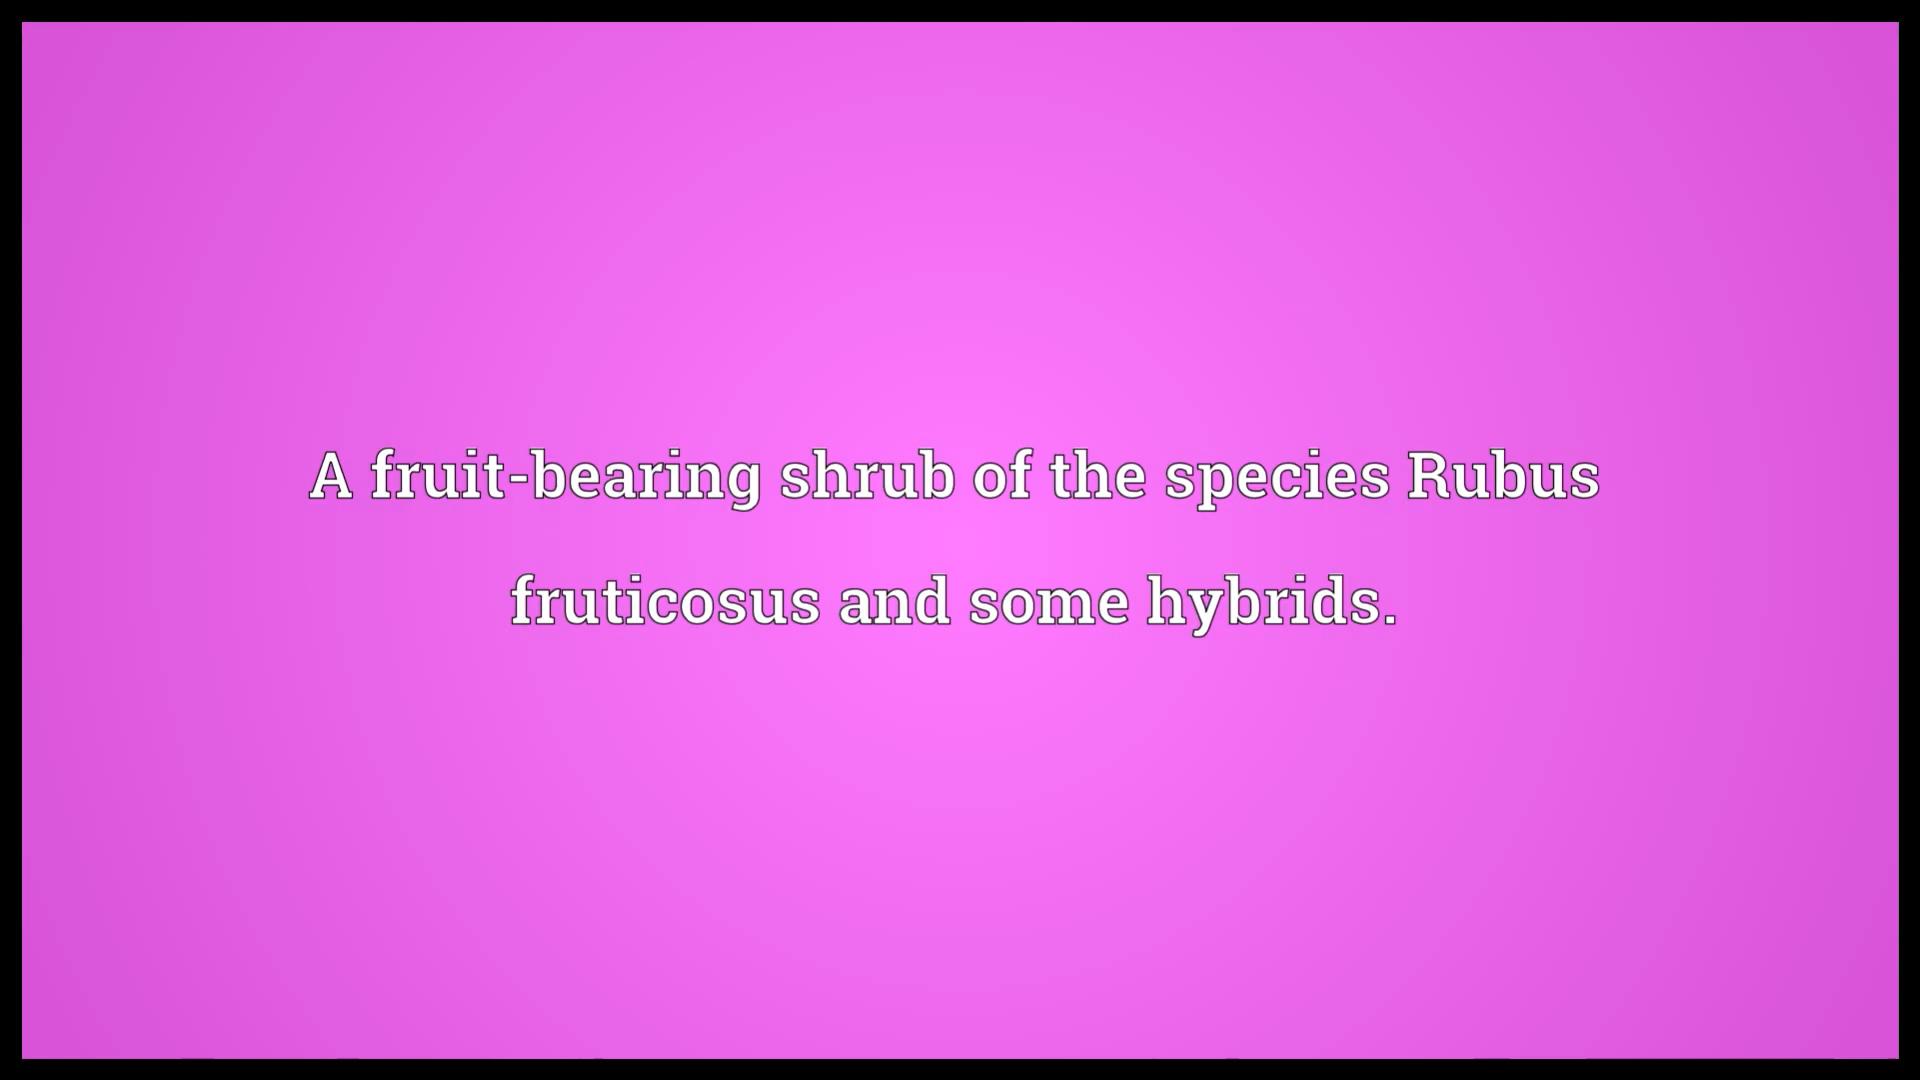 A fruit-bearing shrub of the species Rubus
fruticosus and some hybrids.